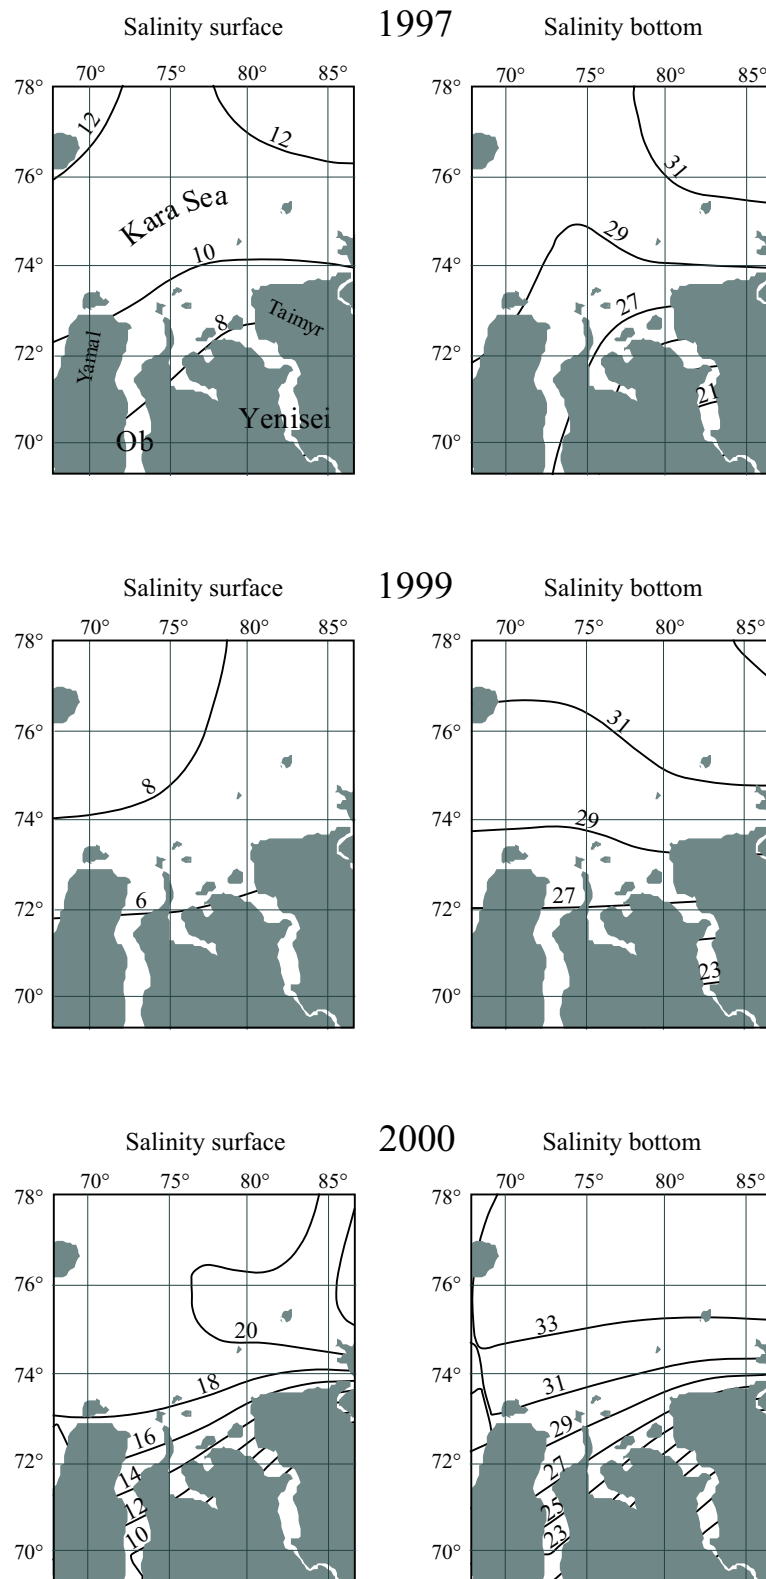 Salinity surface 1997 Salinity bottom
70° 75° 80° 85° 70° 75° 80° 85°
78° 78°
12 12 31
76° 76°
Kara Sea
10 29
74° 74°
8 Taimyr 27
Yamal
72° 72°
21
Yenisei
Ob
70° 70°
Salinity surface 1999 Salinity bottom
70° 75° 80° 85° 70° 75° 80° 85°
78° 78°
31
76° 76°
8
74° 74°
29
6 27
72° 72°
23
70° 70°
Salinity surface 2000 Salinity bottom
70° 75° 80° 85° 70° 75° 80° 85°
78° 78°
76° 76°
20 33
74° 74°
18 31
16 29
72° 72°
14 27
12 25
10 23
70° 70°